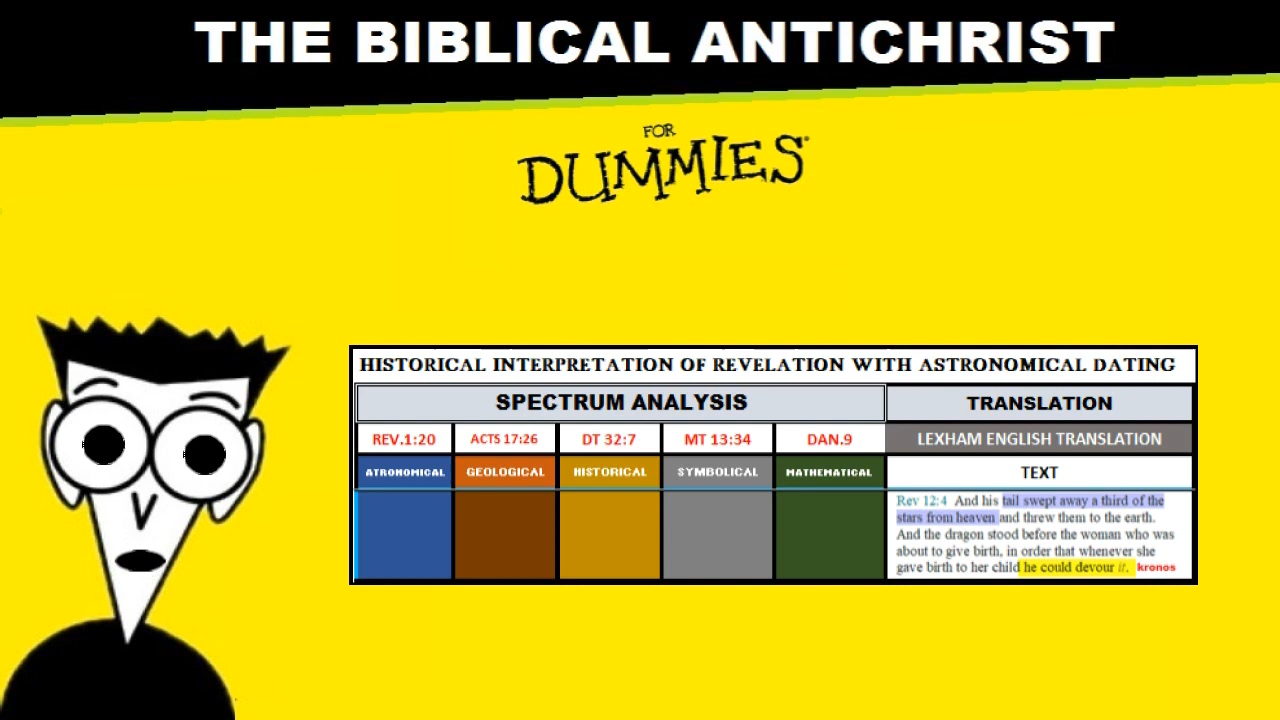 THE BIBLICAL ANTICHRIST
FOR
DUMMIES®
HISTORICAL INTERPRETATION OF REVELATION WITH ASTRONOMICAL DATING
SPECTRUM ANALYSIS TRANSLATION
REV.1:20 ACTS 17:26 DT 32:7 MT 13:34 DAN.9 LEXHAM ENGLISH TRANSLATION
ATRONOMICAL GEOLOGICAL HISTORICAL SYMBOLICAL MATHEMATICAL TEXT
Rev 12:4 And his tail swept away a third of the
stars from heaven and threw them to the earth.
And the dragon stood before the woman who was
about to give birth, in order that whenever she
gave birth to her child he could devour it. kronos